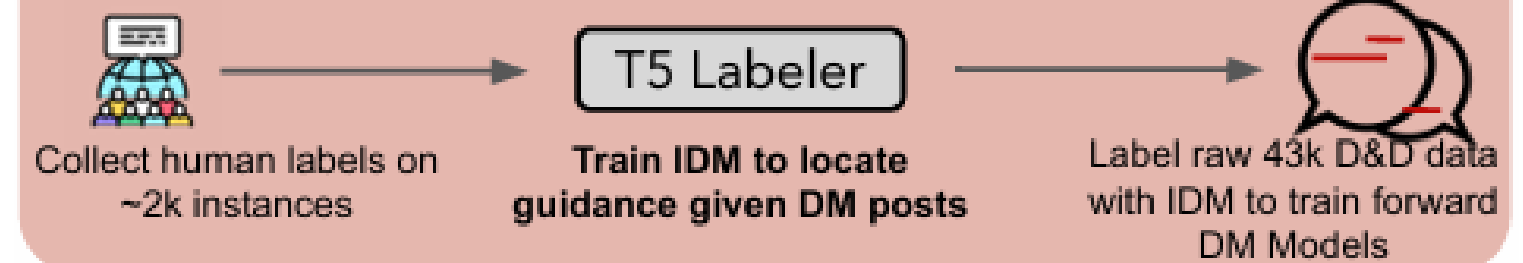 Collect human labels on
~2k instances
T5 Labeler
Train IDM to locate
guidance given DM posts
Label raw 43k D&D data
with IDM to train forward
DM Models